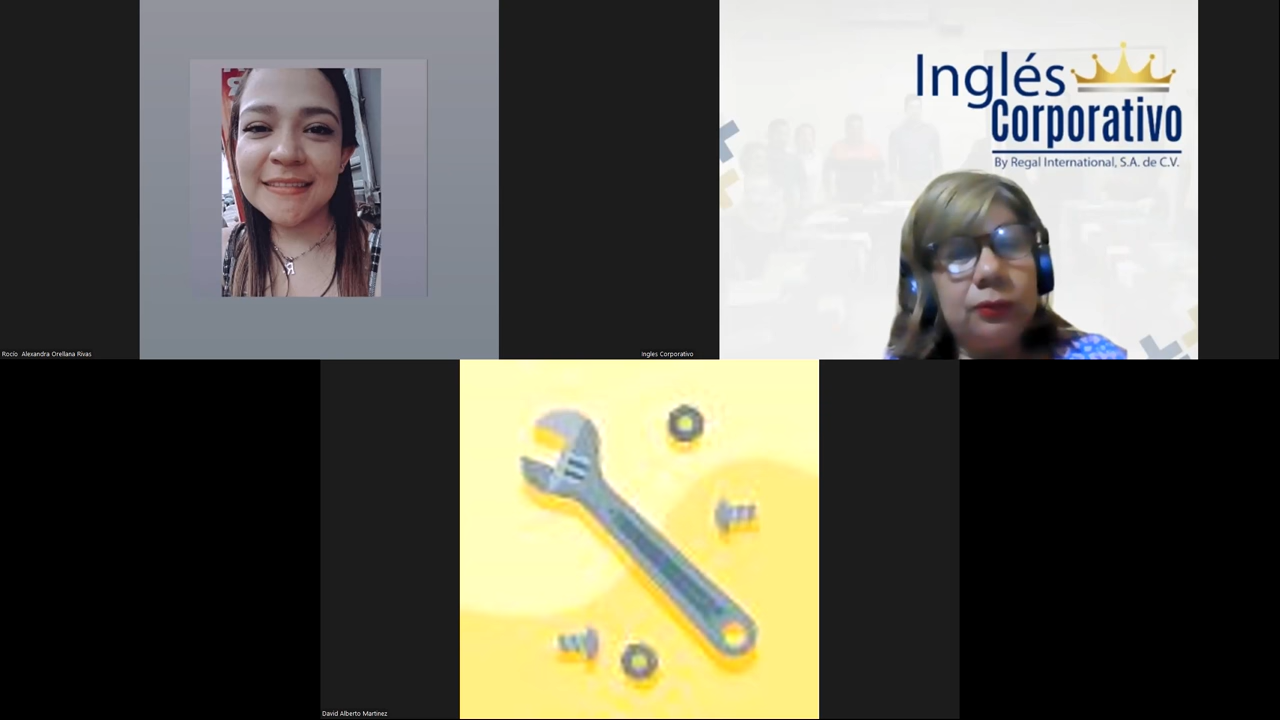 Inglés
Corporativo
By Regal International, S.A. de C.V.
Rocio Alexandra Orellana Rivas
Ingles Corporativo
David Alberto Martinez